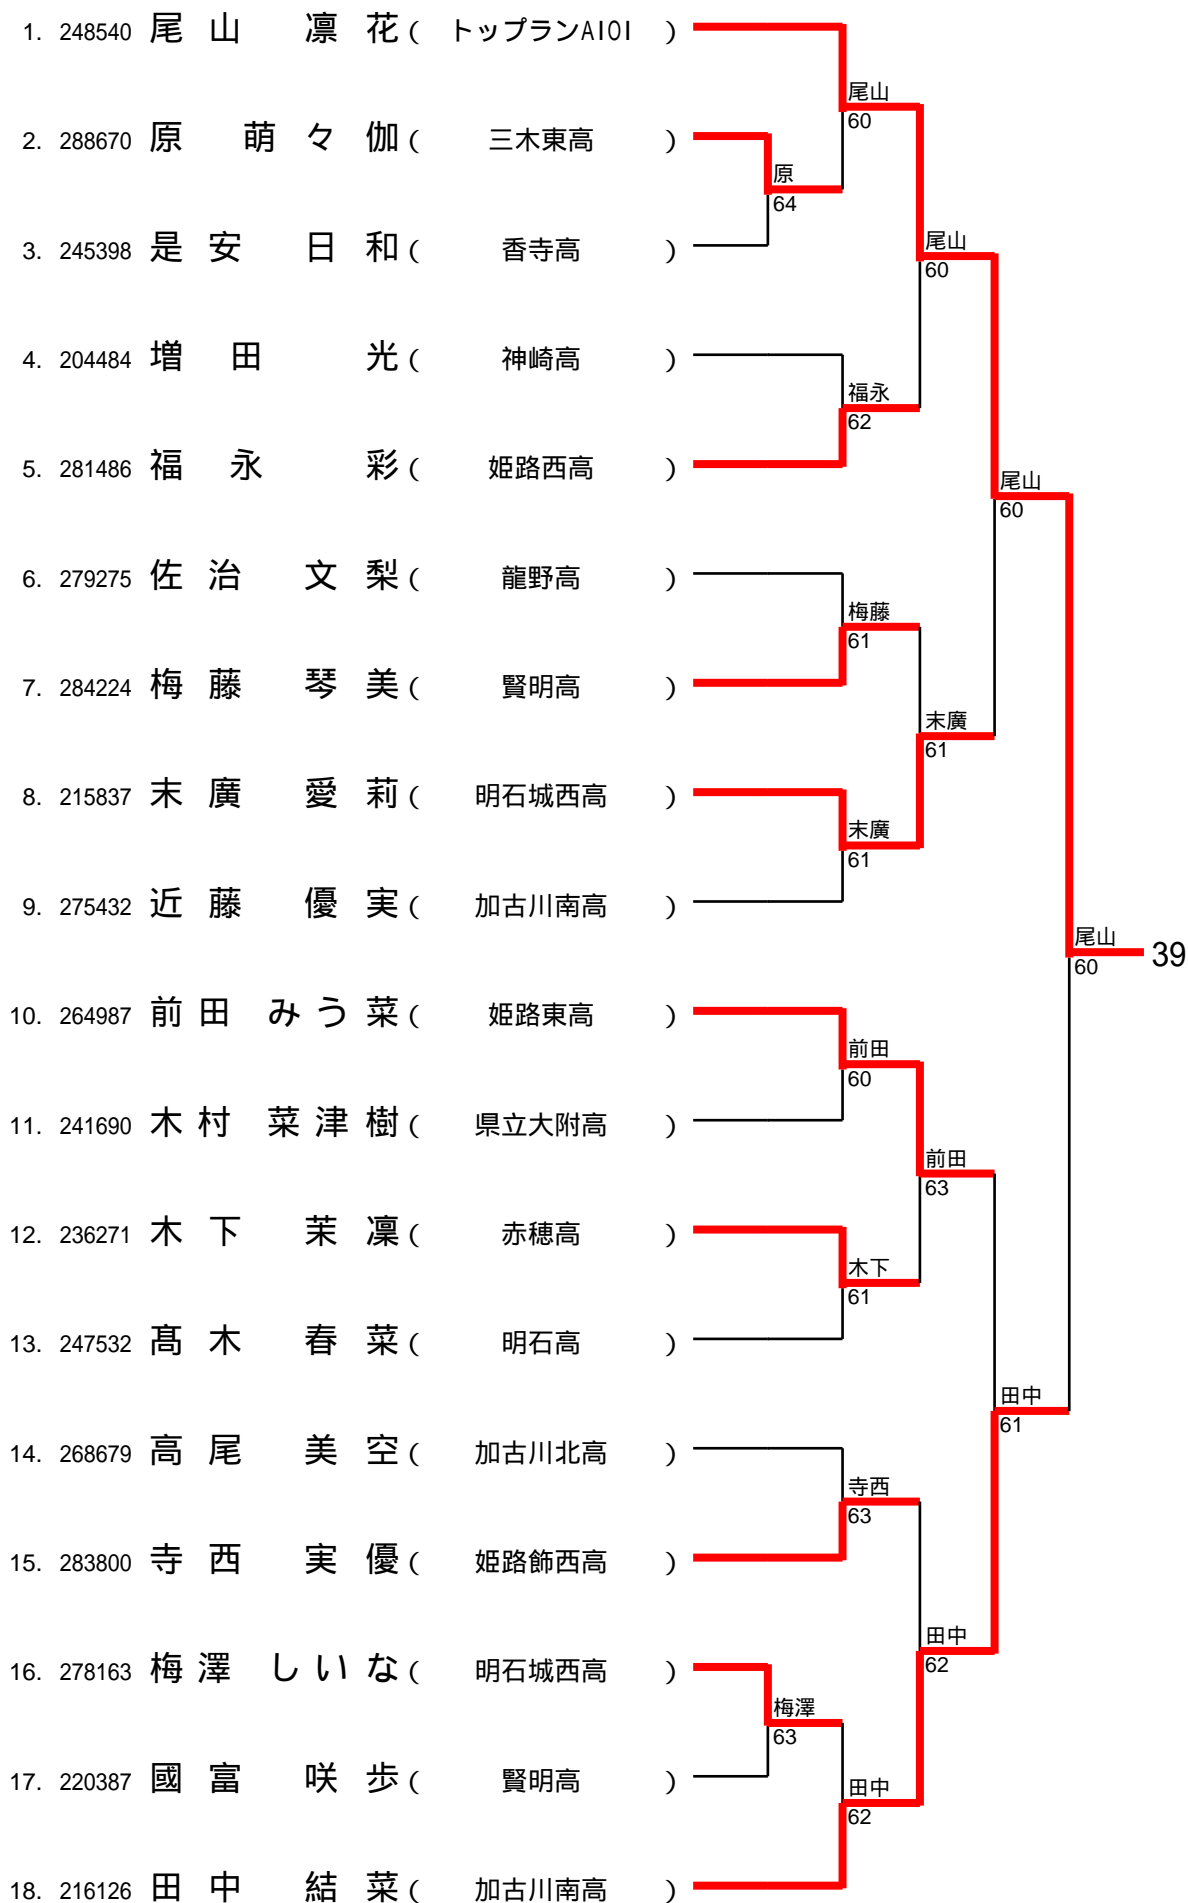 1. 248540 尾山 凛花( トップランAIOI )
尾山
60
2. 288670 原 萌々伽( 三木東高 )
原
64
3. 245398 是安 日和( 香寺高 )
尾山
60
4. 204484 増田 光( 神崎高 )
福永
62
5. 281486 福永 彩( 姫路西高 )
尾山
60
6. 279275 佐治 文梨( 龍野高 )
梅藤
61
7. 284224 梅藤 琴美( 賢明高 )
末廣
61
8. 215837 末廣 愛莉( 明石城西高 )
末廣
61
9. 275432 近藤 優実( 加古川南高 )
尾山
60
39
10. 264987 前田 みう菜( 姫路東高 )
前田
60
11. 241690 木村 菜津樹( 県立大附高 )
前田
63
12. 236271 木下 茉凜( 赤穂高 )
木下
61
13. 247532 髙木 春菜( 明石高 )
田中
61
14. 268679 高尾 美空( 加古川北高 )
寺西
63
15. 283800 寺西 実優( 姫路飾西高 )
田中
62
16. 278163 梅澤 しいな( 明石城西高 )
梅澤
63
17. 220387 國富 咲歩( 賢明高 )
田中
62
18. 216126 田中 結菜( 加古川南高 )